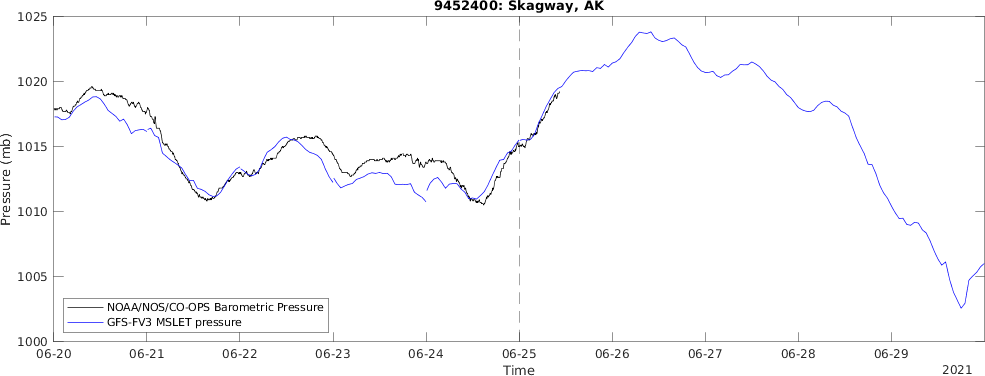 9452400: Skagway, AK
Pressure (mb)
1025
1020
1015
1010
1005
1000
NOAA/NOS/CO-OPS Barometric Pressure
GFS-FV3 MSLET pressure
06-20 06-21 06-22 06-23 06-24 06-25 06-26 06-27 06-28 06-29
Time
2021